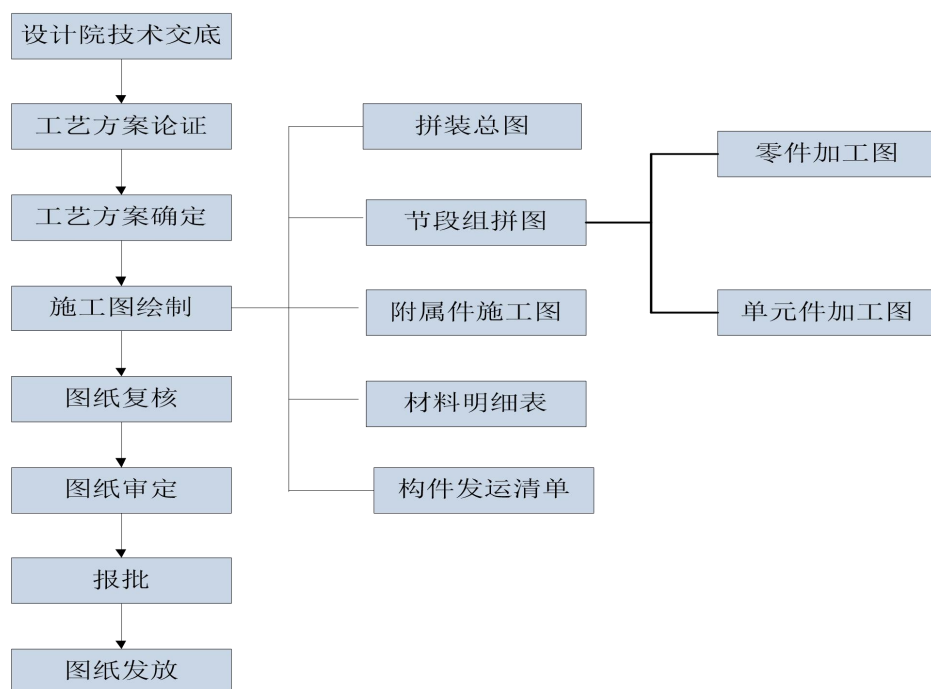 设计院技术交底
工艺方案论证
工艺方案确定
施工图绘制
图纸复核
图纸审定
报批
图纸发放
拼装总图
节段组拼图
附属件施工图
材料明细表
构件发运清单
零件加工图
单元件加工图